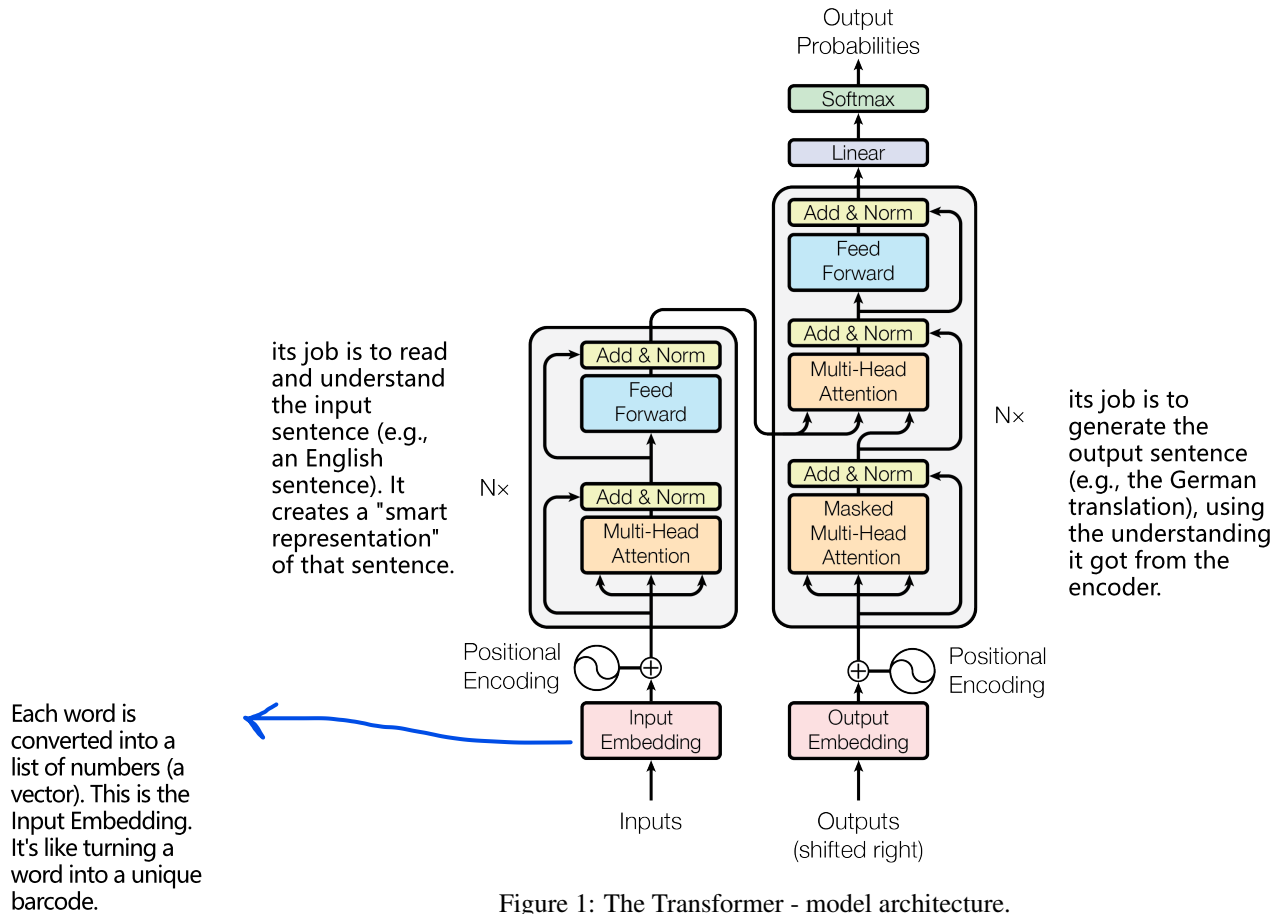 Output
Probabilities
Softmax
Linear
Add & Norm
Feed
Forward
Add & Norm
Multi-Head
Attention
Add & Norm
Masked
Multi-Head
Attention
Nx
Positional
Encoding
Output
Embedding
Outputs
(shifted right)
its job is to
generate the
output sentence
(e.g., the German
translation), using
the understanding
it got from the
encoder.
Add & Norm
Feed
Forward
Add & Norm
Multi-Head
Attention
Nx
Positional
Encoding
Input
Embedding
Inputs
its job is to read
and understand
the input
sentence (e.g.,
an English
sentence). It
creates a "smart
representation"
of that sentence.
Each word is
converted into a
list of numbers (a
vector). This is the
Input Embedding.
It's like turning a
word into a unique
barcode.
Figure 1: The Transformer - model architecture.